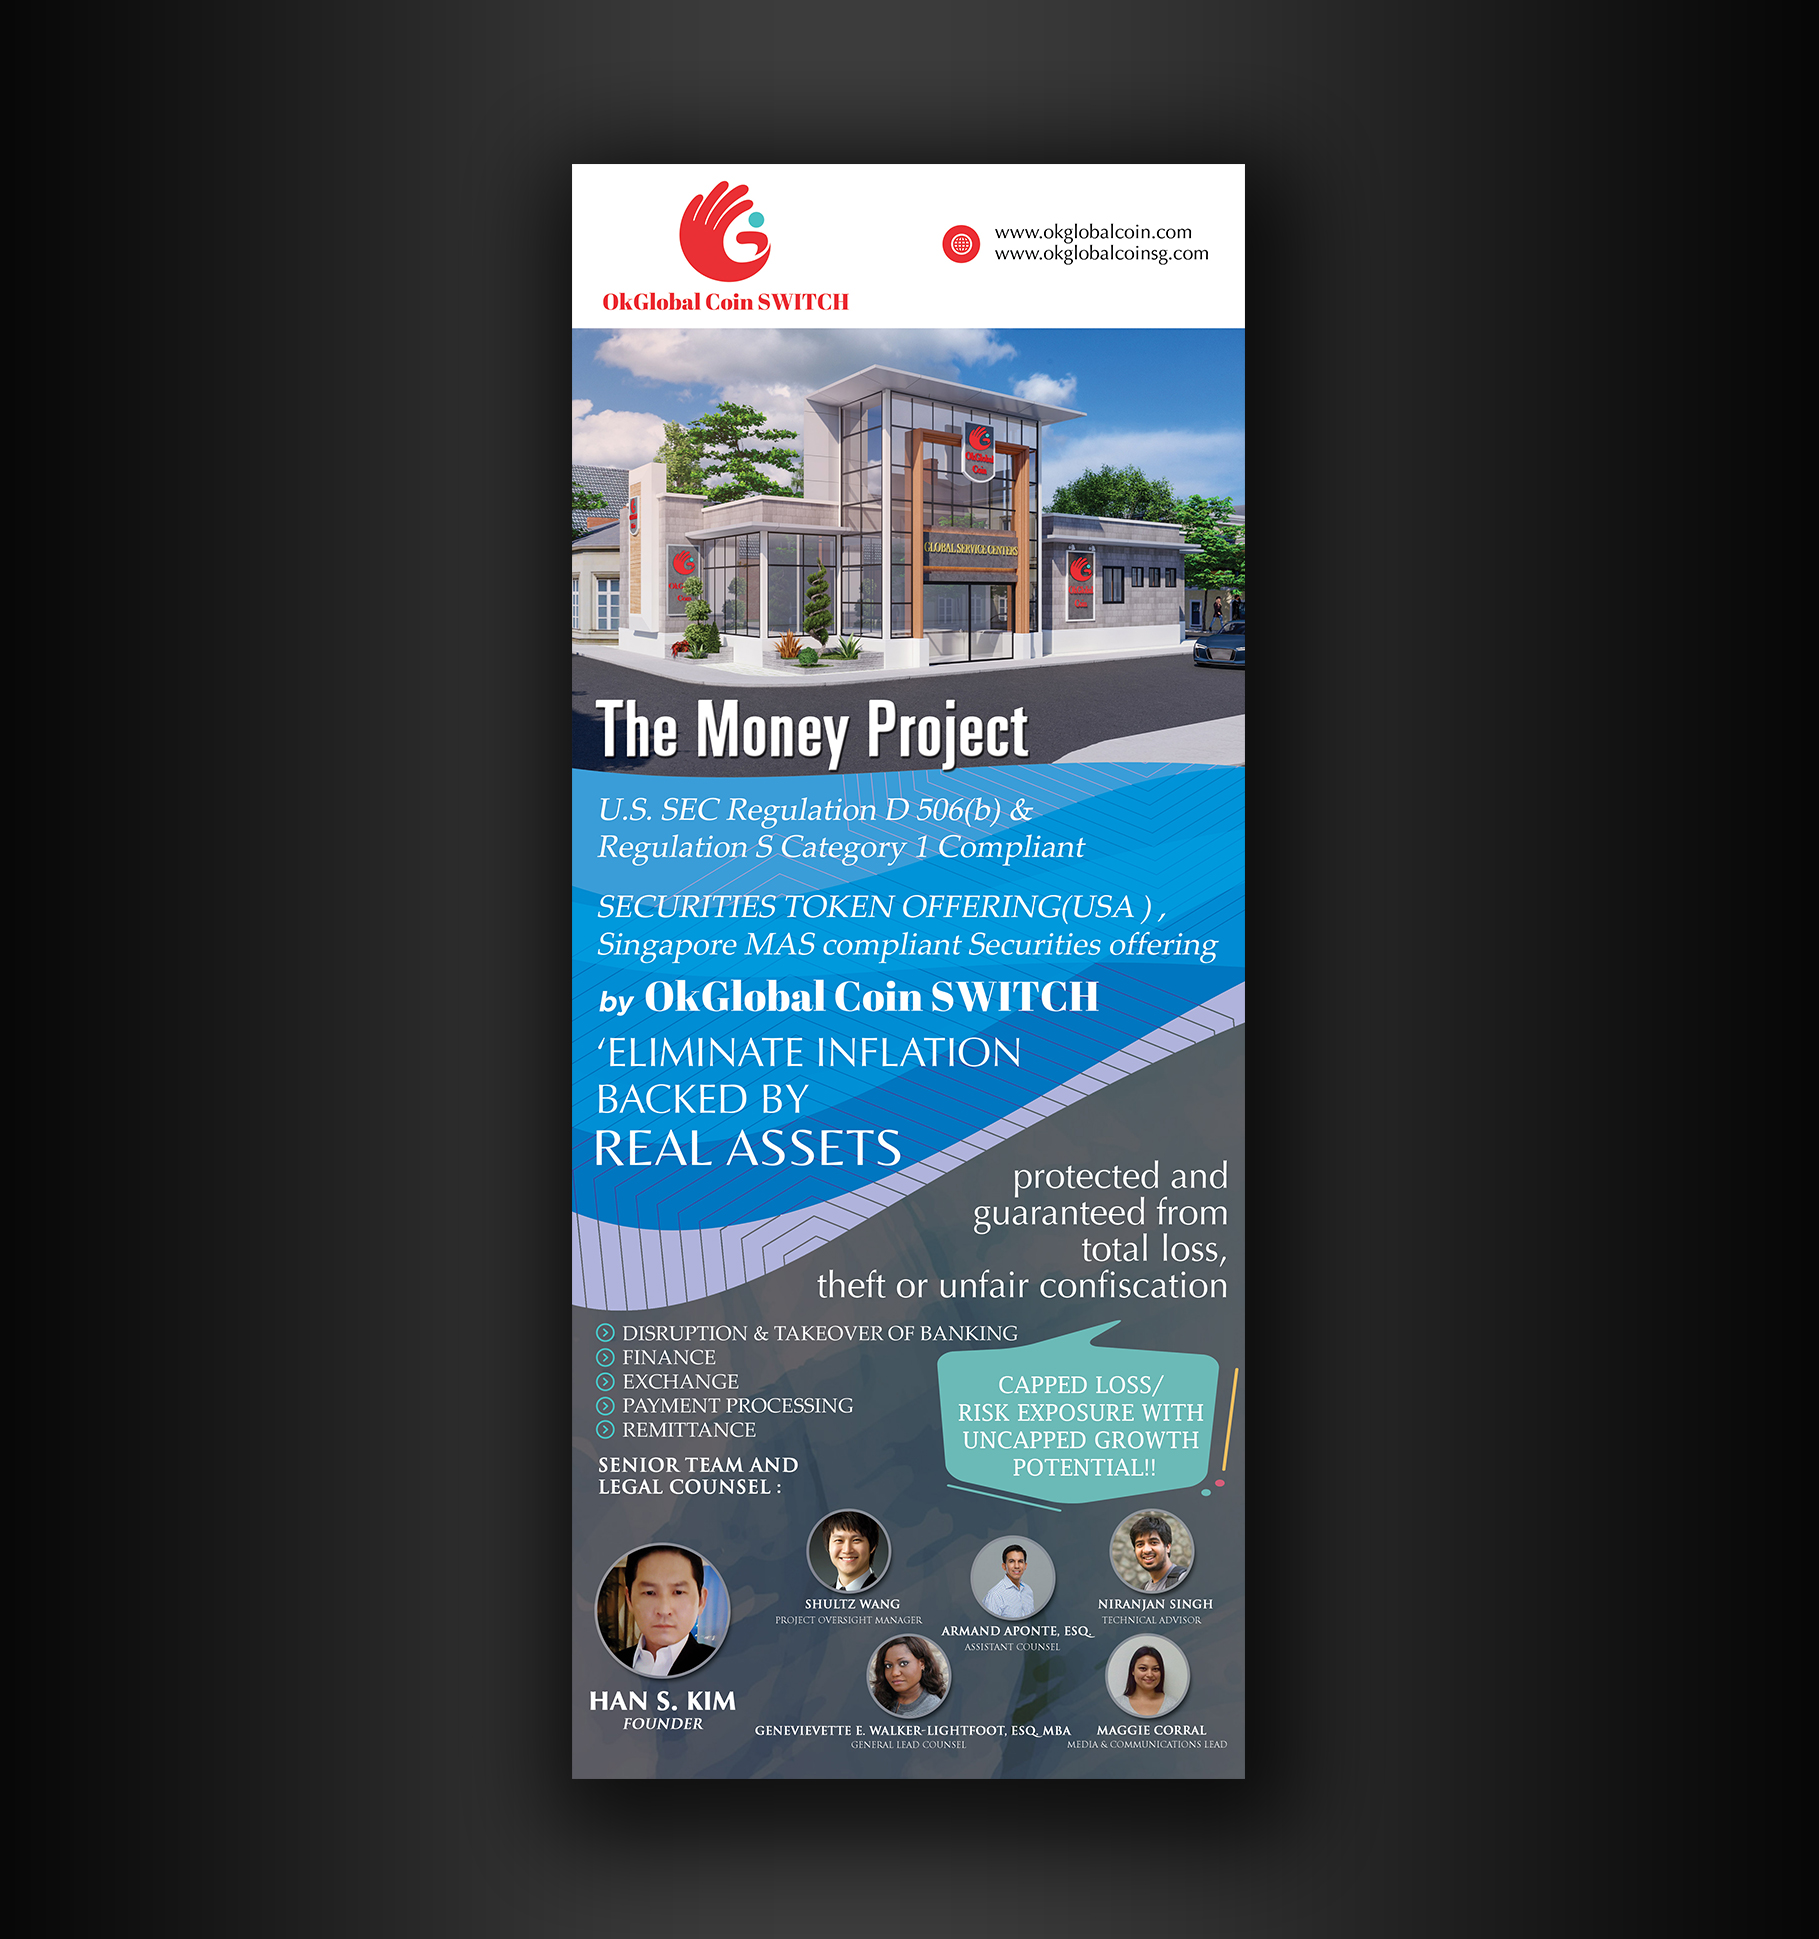 OkGlobal Coin SWITCH
www.okglobalcoin.com
www.okglobalcoinsg.com
OkGlobal
Coin
GLOBAL SERVICE CENTERS
The Money Project
U.S. SEC Regulation D 506(b) &
Regulation S Category 1 Compliant
SECURITIES TOKEN OFFERING(USA ) ,
Singapore MAS compliant Securities offering
by OkGlobal Coin SWITCH
‘ELIMINATE INFLATION
BACKED BY
REAL ASSETS
protected and
guaranteed from
total loss,
theft or unfair confiscation
DISRUPTION & TAKEOVER OF BANKING
FINANCE
EXCHANGE
PAYMENT PROCESSING
REMITTANCE
CAPPED LOSS/
RISK EXPOSURE WITH
UNCAPPED GROWTH
POTENTIAL!!
SENIOR TEAM AND
LEGAL COUNSEL :
HAN S. KIM
FOUNDER
SHULTZ WANG
PROJECT OVERSIGHT MANAGER
ARMAND APONTE, ESQ.
ASSISTANT COUNSEL
NIRANJAN SINGH
TECHNICAL ADVISOR
GENEVIEVETTE E. WALKER-LIGHTFOOT, ESQ. MBA
GENERAL LEAD COUNSEL
MAGGIE CORRAL
MEDIA & COMMUNICATIONS LEAD